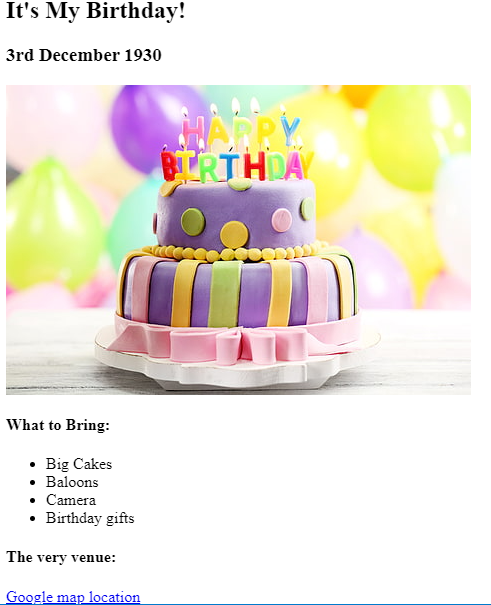 It's My Birthday!
3rd December 1930
HAPPY
BIRTHDAY
What to Bring:
Big Cakes
Baloons
Camera
Birthday gifts
The very venue:
Google map location